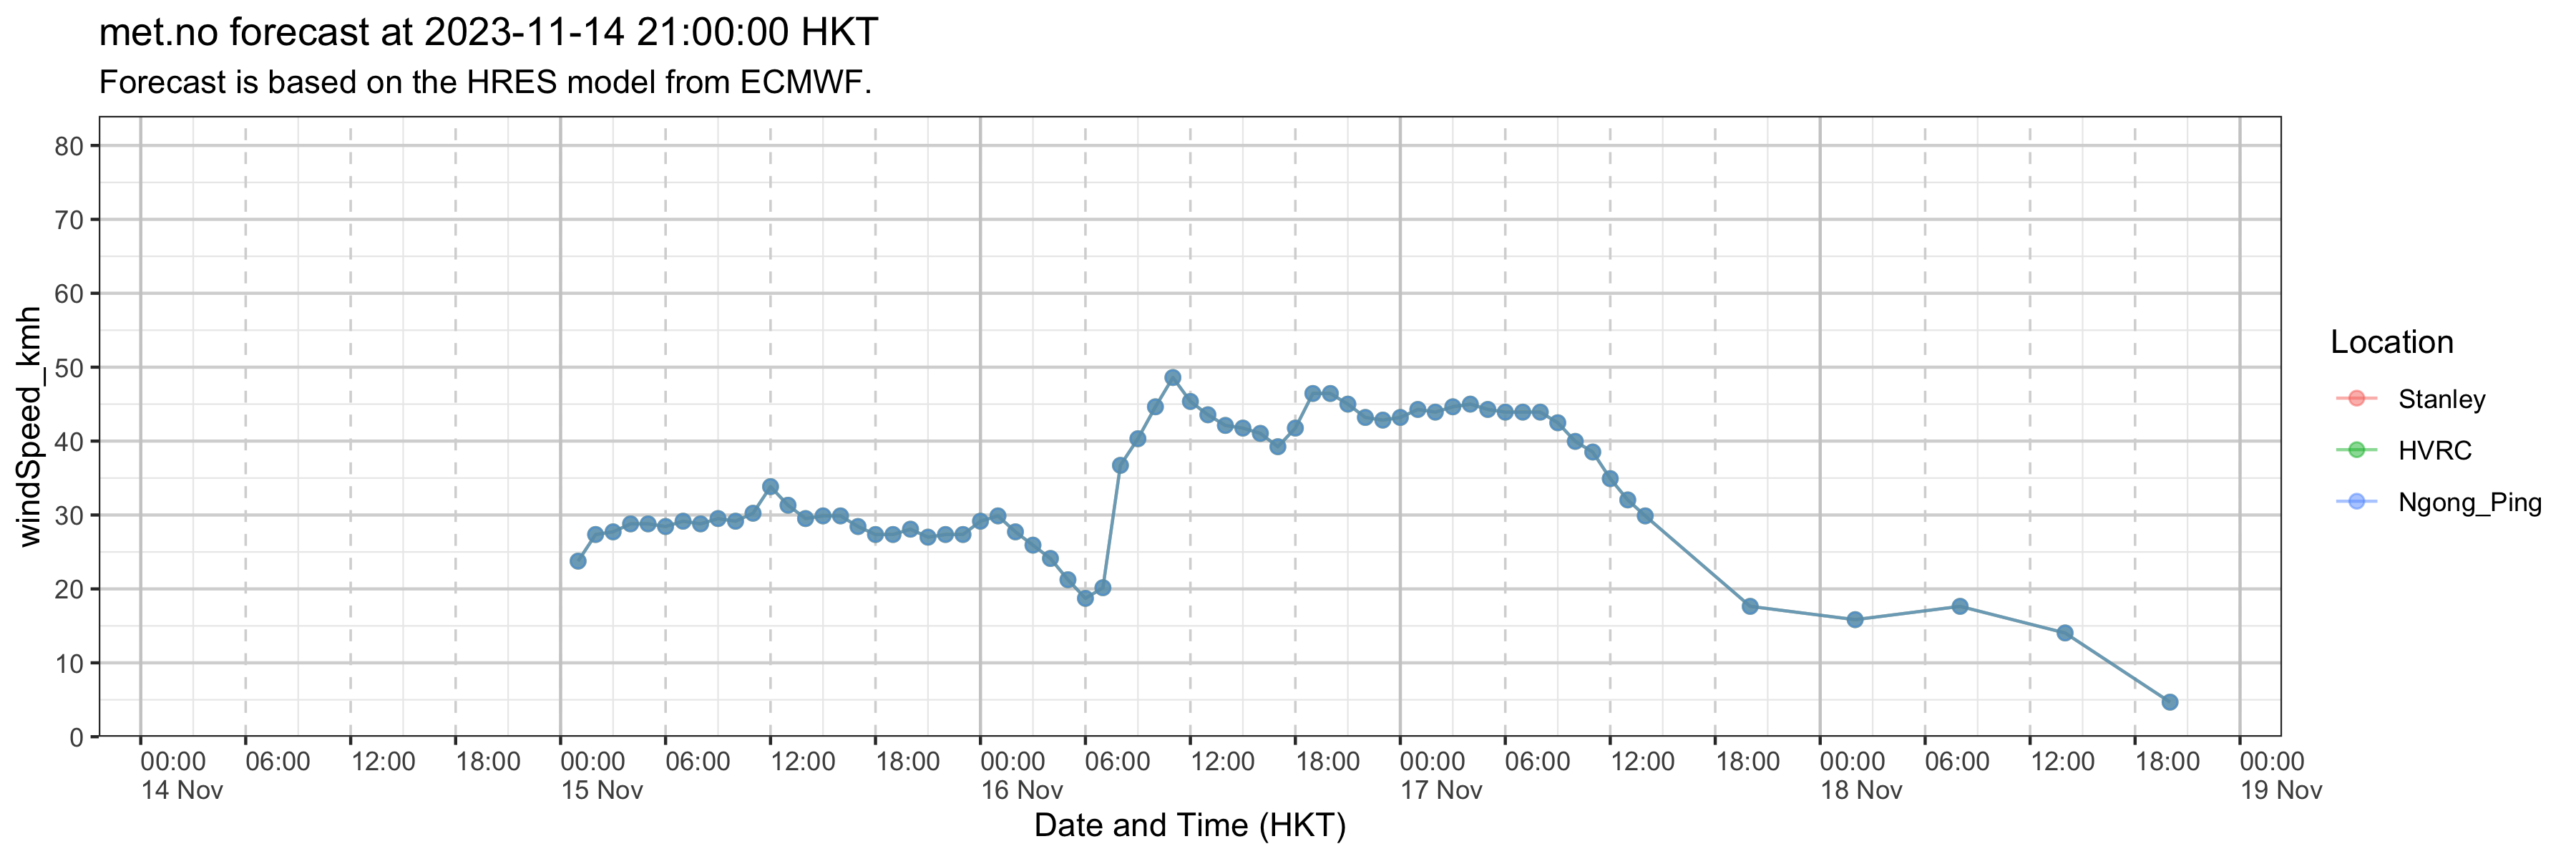 met.no forecast at 2023-11-14 21:00:00 HKT
Forecast is based on the HRES model from ECMWF.
80
70
60
50
40
30
20
10
0
windSpeed_kmh
00:00 06:00 12:00 18:00 00:00 06:00 12:00 18:00 00:00 06:00 12:00 18:00 00:00 06:00 12:00 18:00 00:00 06:00 12:00 18:00 00:00
14 Nov 15 Nov 16 Nov 17 Nov 18 Nov 19 Nov
Date and Time (HKT)
Location
Stanley
HVRC
Ngong_Ping